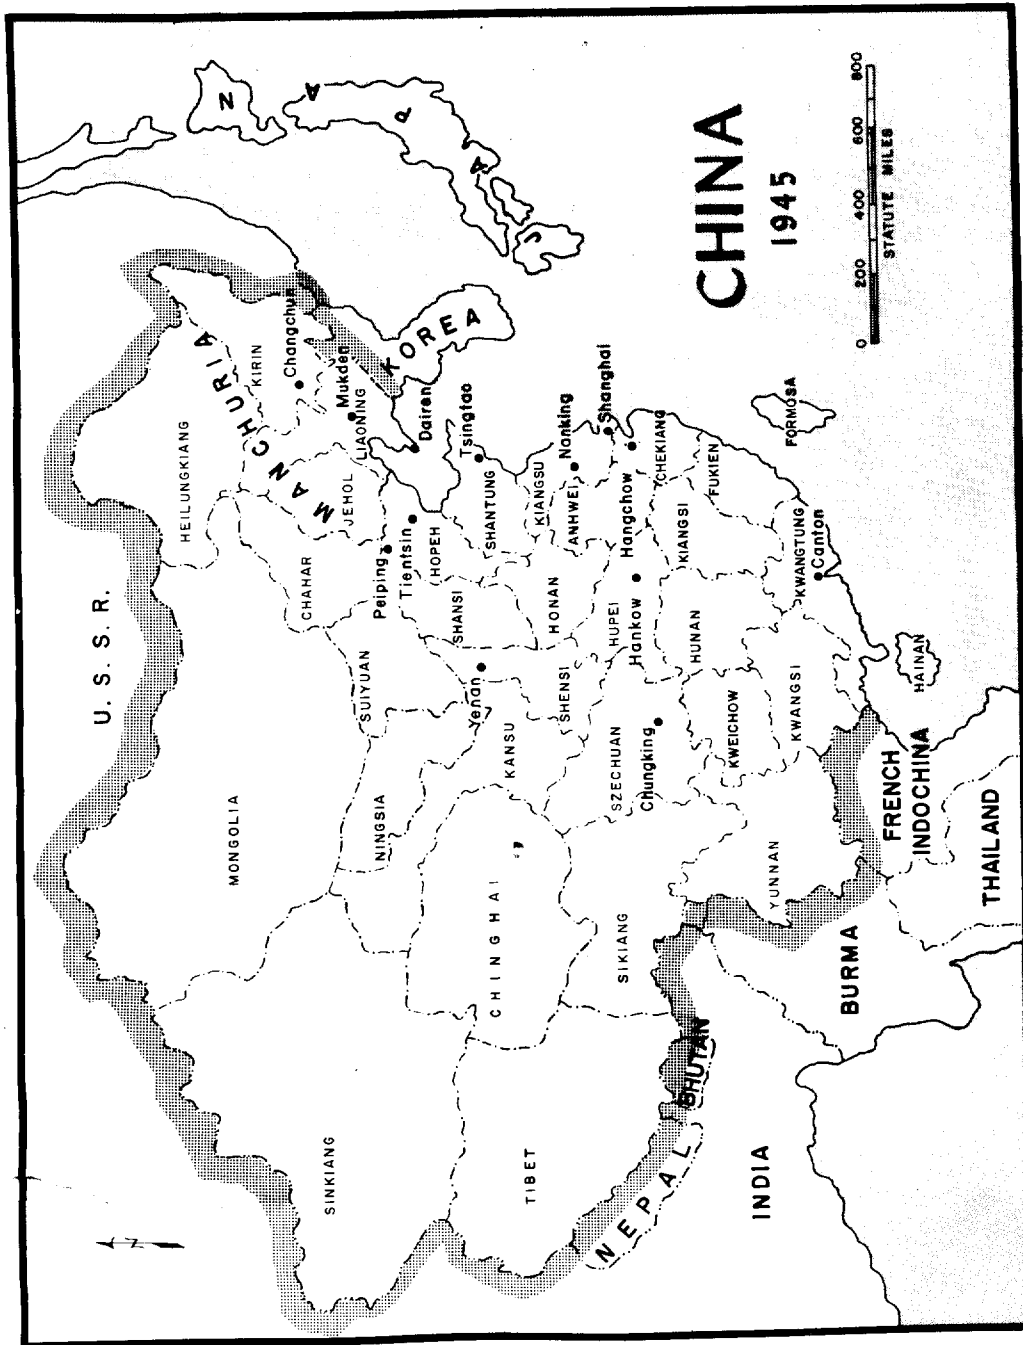 CHINA
1945
0 200 400 600 800
STATUTE MILES
N
U. S. S. R.
MONGOLIA
SINKIANG
TIBET
CHINGHAI
SIKIANG
NINGSIA
KANSU
SUIYUAN
CHAHAR
HEILUNGKIANG
MANCHURIA
KIRIN
Changchun
Mukden
LIAONING
JEHOL
Dairen
KOREA
JAPAN
Peiping
Tientsin
HOPEH
Tsingtao
SHANTUNG
SHANSI
Yenan
SHENSI
HONAN
KIANGSU
ANHWEI
Nanking
Shanghai
Hangchow
CHEKIANG
HUPEI
Hankow
SZECHUAN
Chungking
HUNAN
KIANGSI
FUKIEN
KWEICHOW
YUNNAN
KWANGSI
KWANGTUNG
Canton
FORMOSA
HAINAN
FRENCH
INDOCHINA
THAILAND
BURMA
INDIA
BHUTAN
NEPAL